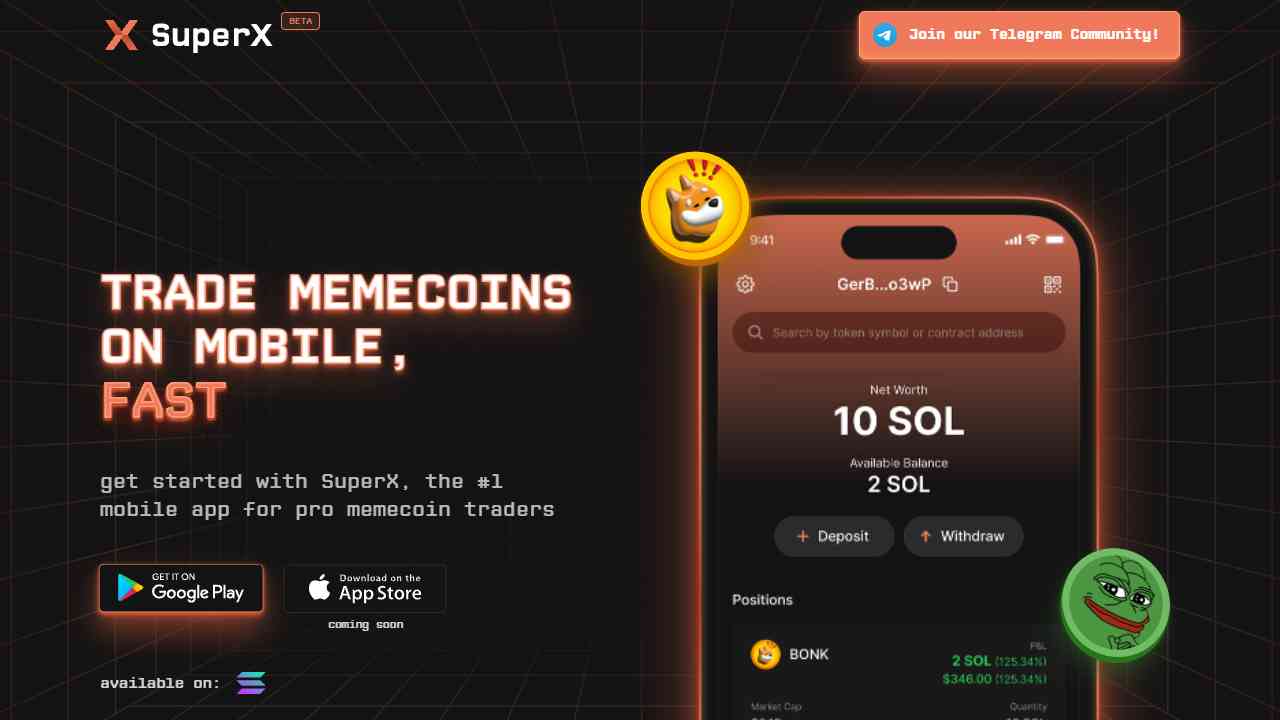 SuperX
BETA
Join our Telegram Community!
TRADE MEMECOINS
ON MOBILE,
FAST
get started with SuperX, the #1
mobile app for pro memecoin traders
GET IT ON
Google Play
Download on the
App Store
coming soon
available on:
9:41
GerB...o3wP
Search by token symbol or contract address
Net Worth
10 SOL
Available Balance
2 SOL
Deposit
Withdraw
Positions
BONK
P&L
2 SOL (125.34%)
$346.00 (125.34%)
Market Cap
Quantity